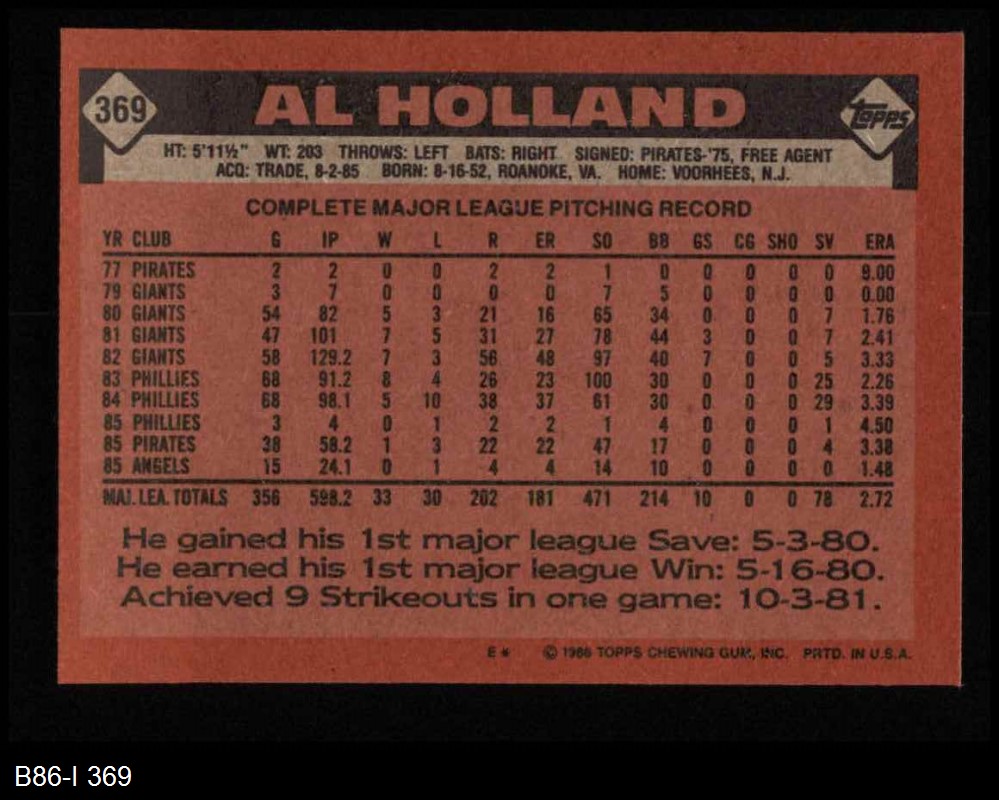 369 AL HOLLAND Topps
HT: 5'11½" WT: 203 THROWS: LEFT BATS: RIGHT SIGNED: PIRATES-'75, FREE AGENT
ACQ: TRADE, 8-2-85 BORN: 8-16-52, ROANOKE, VA. HOME: VOORHEES, N.J.
COMPLETE MAJOR LEAGUE PITCHING RECORD
YR CLUB G IP W L R ER SO BB GS CG SHO SV ERA
77 PIRATES 2 2 0 0 2 2 1 0 0 0 0 0 9.00
79 GIANTS 3 7 0 0 0 0 7 5 0 0 0 0 0.00
80 GIANTS 54 82 5 3 21 16 65 34 0 0 0 7 1.76
81 GIANTS 47 101 7 5 31 27 78 44 3 0 0 7 2.41
82 GIANTS 58 129.2 7 3 56 48 97 40 7 0 0 5 3.33
83 PHILLIES 68 91.2 8 4 26 23 100 30 0 0 0 25 2.26
84 PHILLIES 68 98.1 5 10 38 37 61 30 0 0 0 29 3.39
85 PHILLIES 3 4 0 1 2 2 1 4 0 0 0 1 4.50
85 PIRATES 38 58.2 1 3 22 22 47 17 0 0 0 4 3.38
85 ANGELS 15 24.1 0 1 4 4 14 10 0 0 0 0 1.48
MAJ. LEA. TOTALS 356 598.2 33 30 202 181 471 214 10 0 0 78 2.72
He gained his 1st major league Save: 5-3-80.
He earned his 1st major league Win: 5-16-80.
Achieved 9 Strikeouts in one game: 10-3-81.
E* © 1986 TOPPS CHEWING GUM, INC. PRTD. IN U.S.A.
B86-I 369